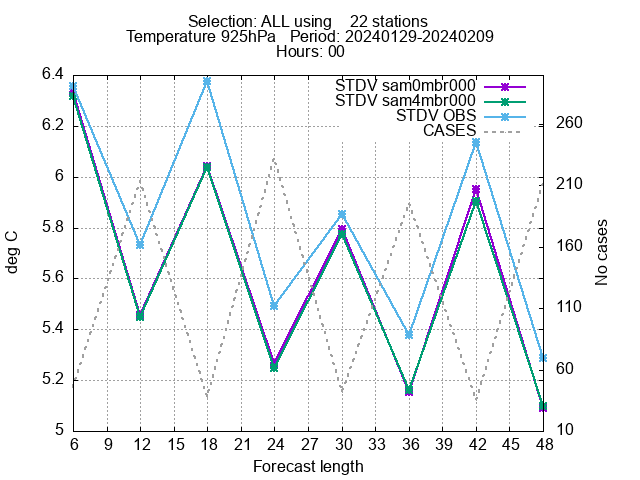 Selection: ALL using    22 stations
Temperature 925hPa   Period: 20240129-20240209
Hours: 00
STDV sam0mbr000
STDV sam4mbr000
STDV OBS
CASES
6.4
6.2
6
5.8
5.6
5.4
5.2
5
deg C
260
210
160
110
60
10
No cases
6 9 12 15 18 21 24 27 30 33 36 39 42 45 48
Forecast length